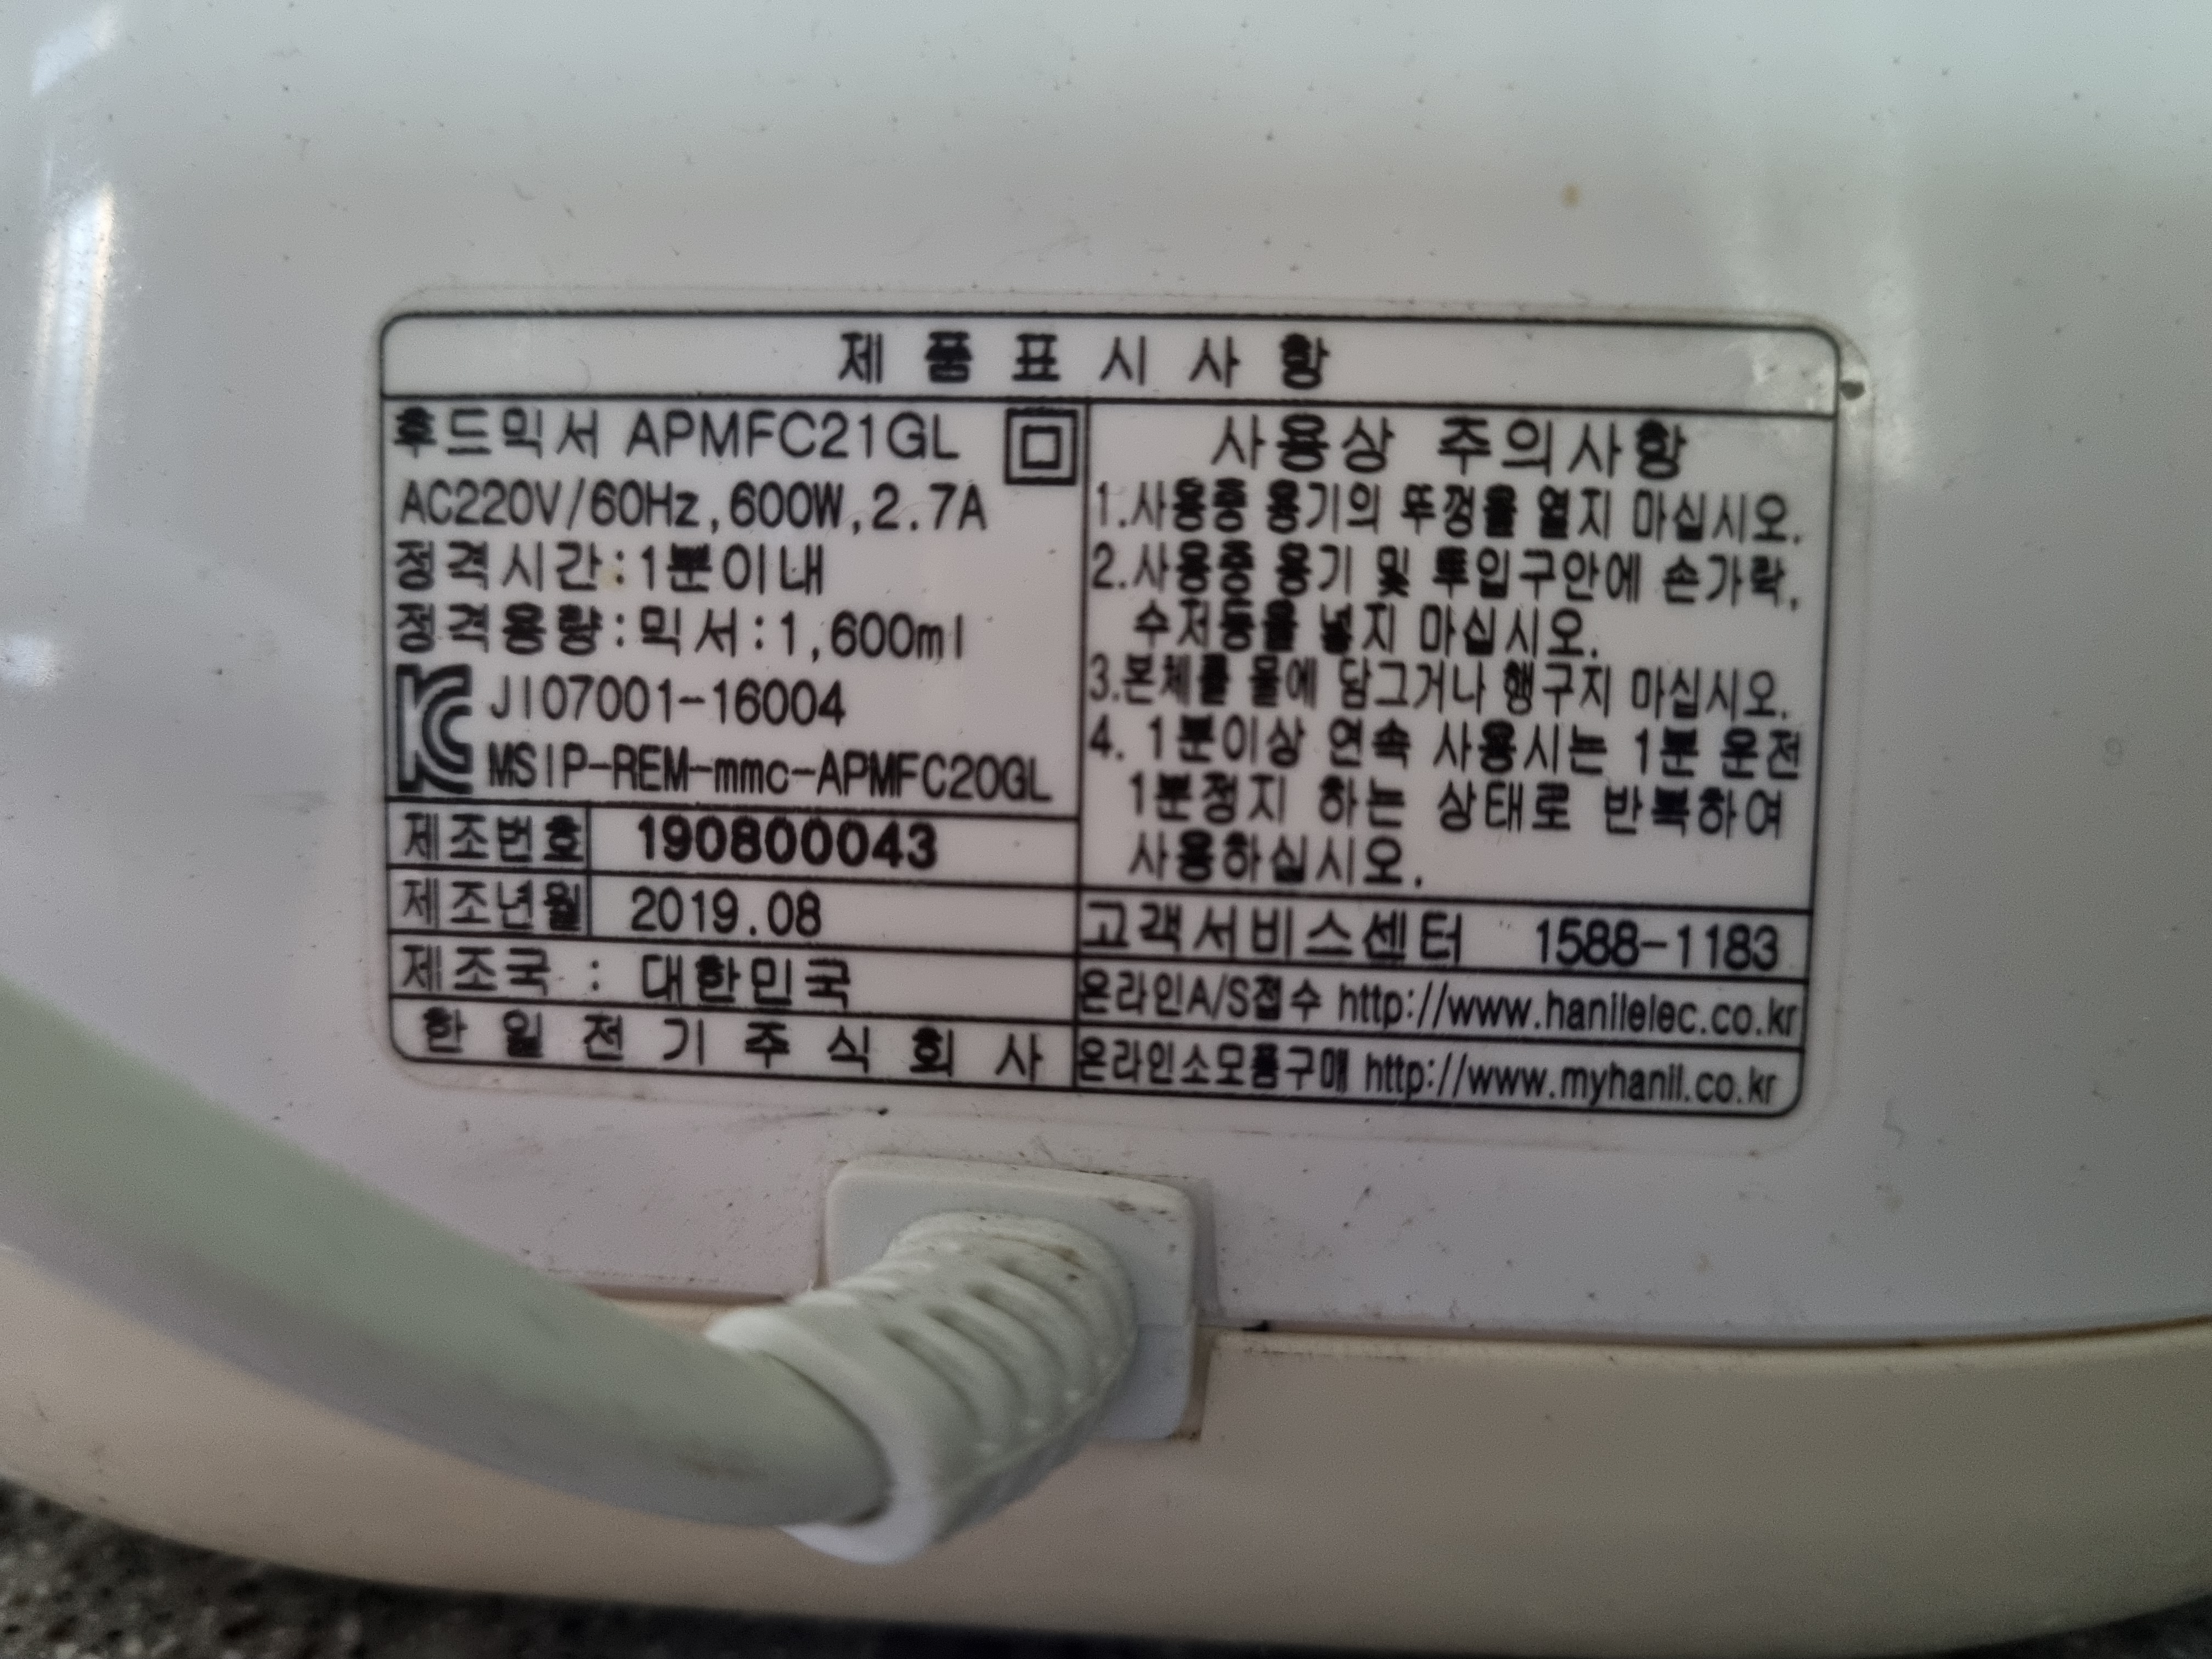 제품표시사항
후드믹서 APMFC21GL
AC220V/60Hz,600W,2.7A
정격시간:1분이내
정격용량:믹서:1,600ml
JI07001-16004
MSIP-REM-mmc-APMFC20GL
제조번호 190800043
제조년월 2019.08
제조국 : 대한민국
한일전기주식회사
사용상 주의사항
1.사용중 용기의 뚜껑을 열지 마십시오.
2.사용중 용기 및 투입구안에 손가락,
수저등을 넣지 마십시오.
3.본체를 물에 담그거나 행구지 마십시오.
4. 1분이상 연속 사용시는 1분 운전
1분정지 하는 상태로 반복하여
사용하십시오.
고객서비스센터 1588-1183
온라인A/S접수 http://www.hanilelec.co.kr
온라인소모품구매 http://www.myhanil.co.kr